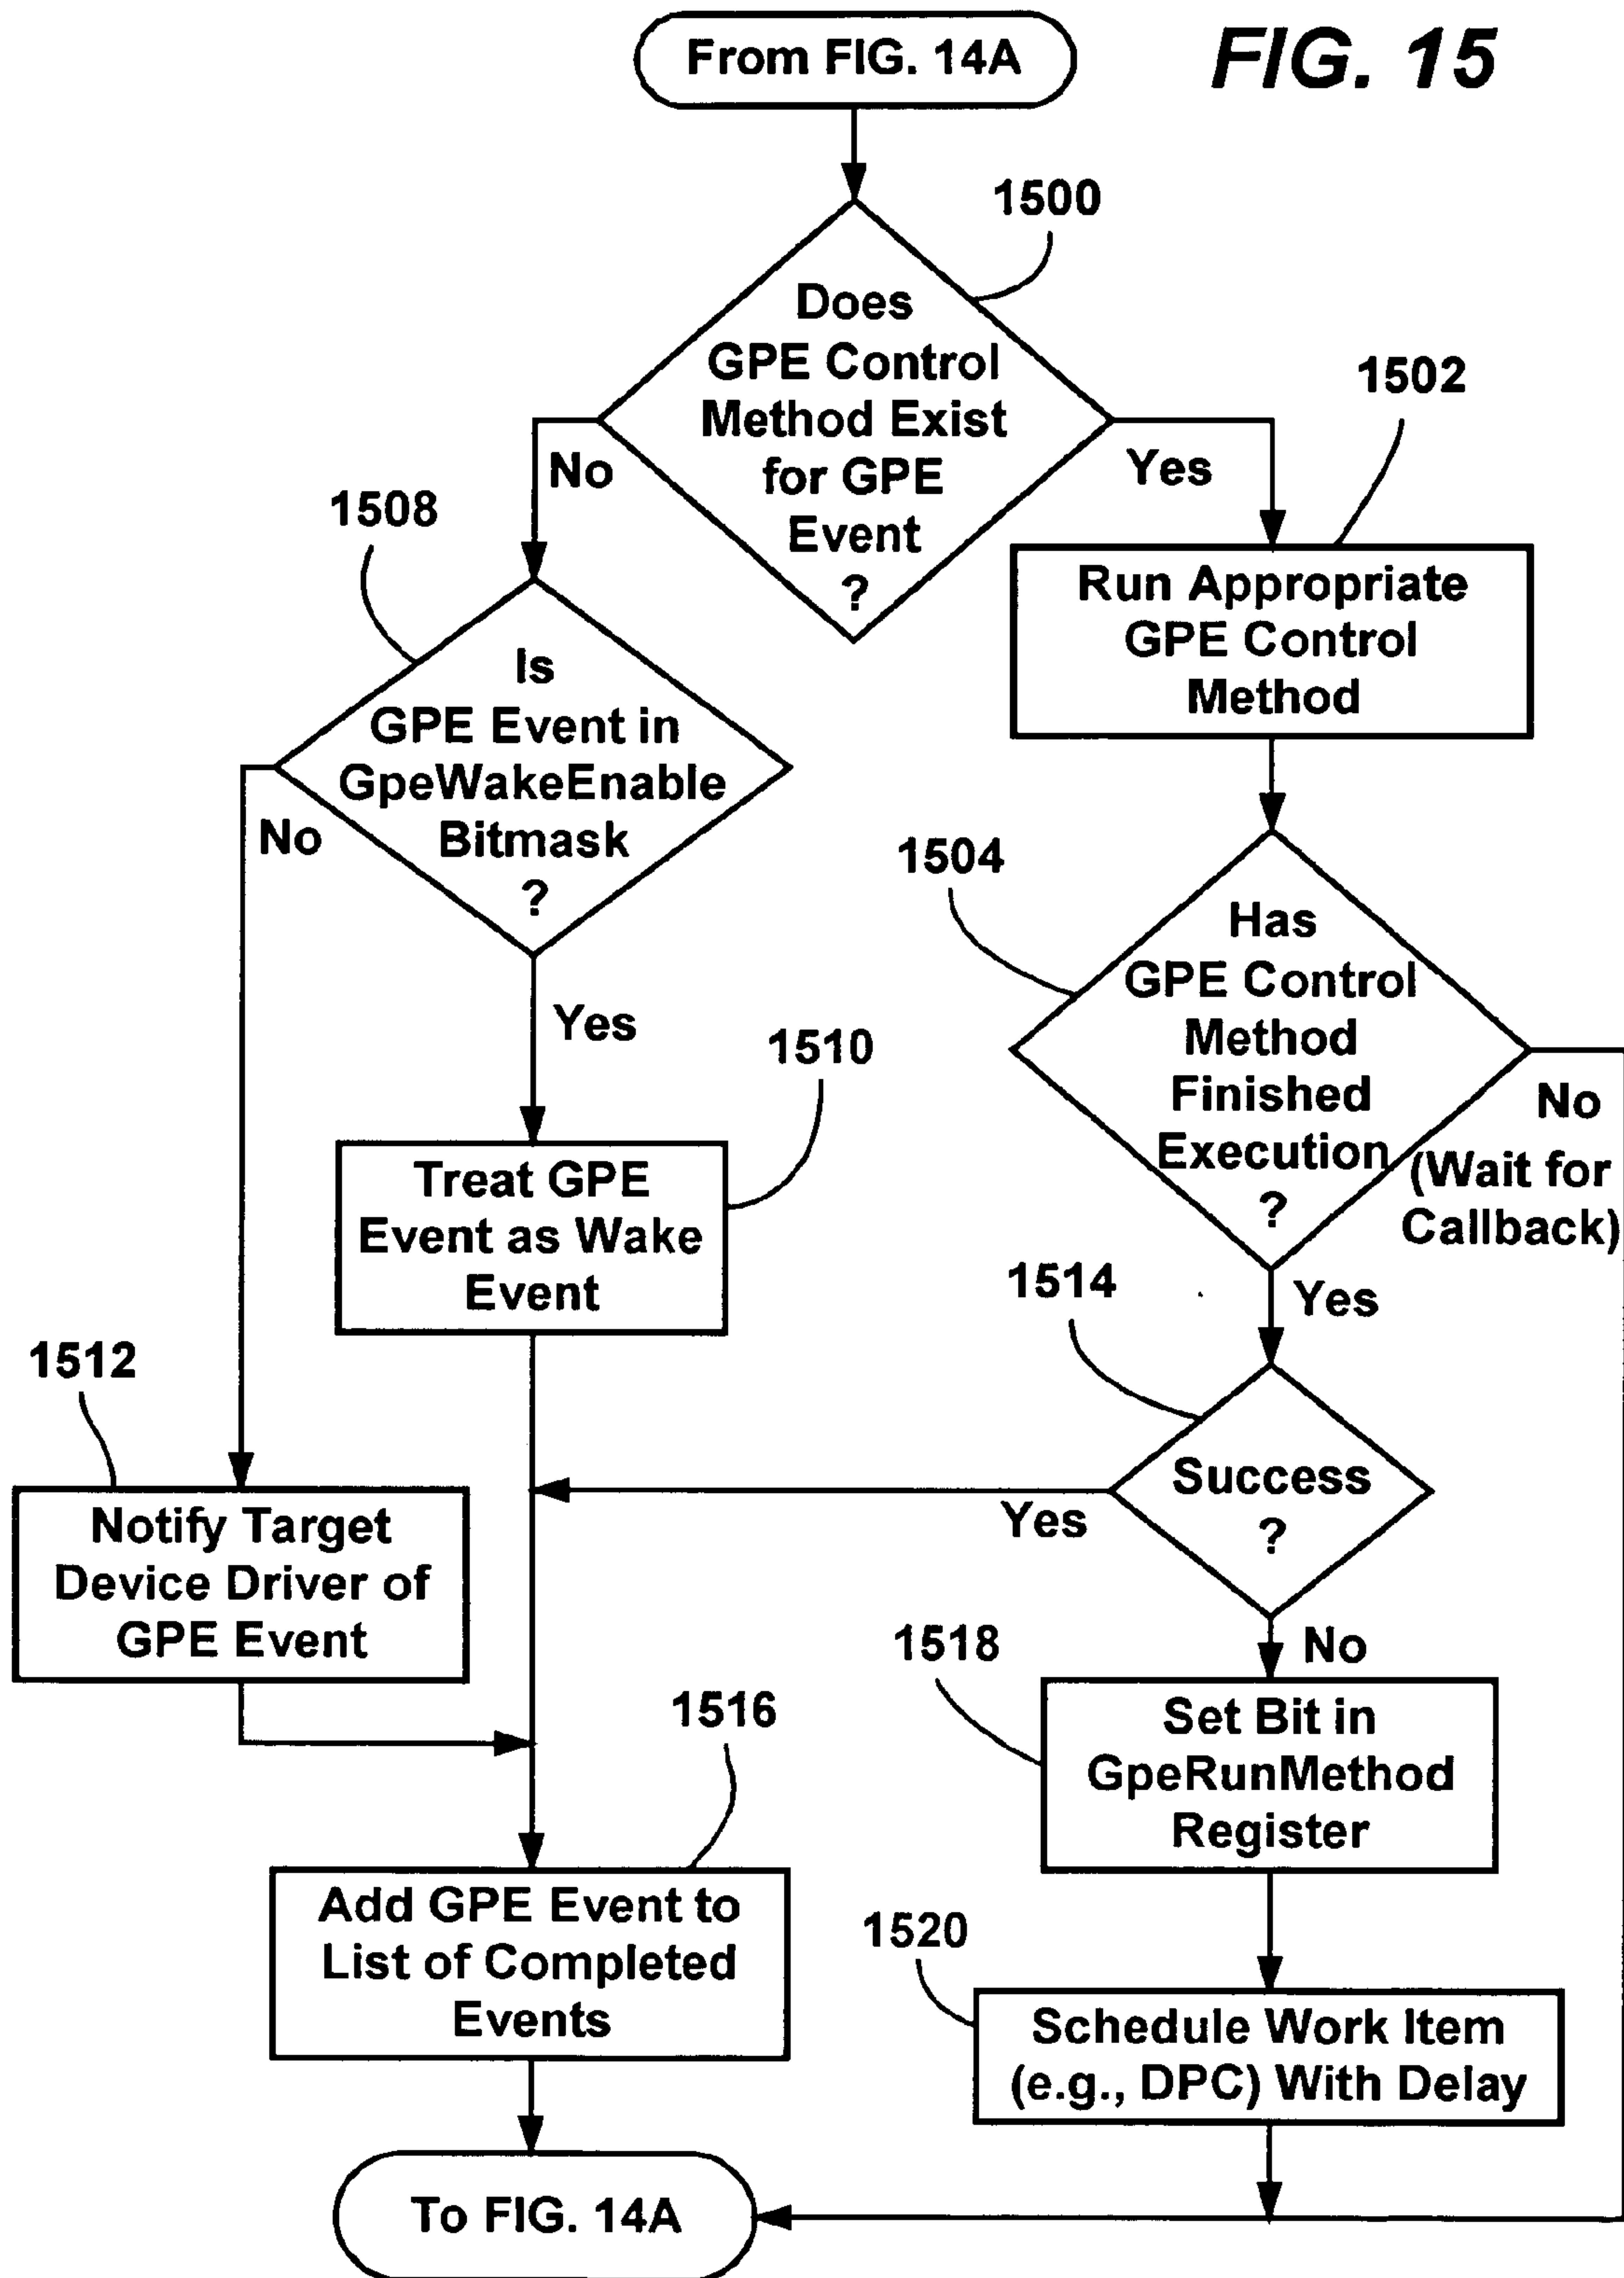 From FIG. 14A
FIG. 15
1500
Does
GPE Control
Method Exist
for GPE
Event
?
No
Yes
1502
Run Appropriate
GPE Control
Method
1508
Is
GPE Event in
GpeWakeEnable
Bitmask
?
No
Yes
1504
Has
GPE Control
Method
Finished
Execution
?
No
(Wait for
Callback)
Yes
1510
Treat GPE
Event as Wake
Event
1514
Success
?
Yes
No
1512
Notify Target
Device Driver of
GPE Event
1518
Set Bit in
GpeRunMethod
Register
1516
Add GPE Event to
List of Completed
Events
1520
Schedule Work Item
(e.g., DPC) With Delay
To FIG. 14A